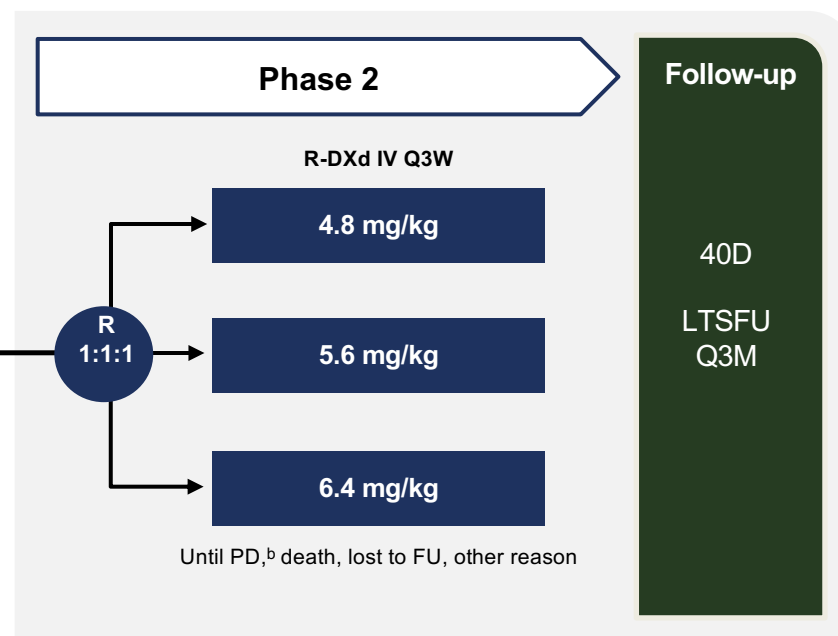 Phase 2
Follow-up
R-DXd IV Q3W
4.8 mg/kg
R
1:1:1
5.6 mg/kg
6.4 mg/kg
Until PD,ᵇ death, lost to FU, other reason
40D
LTSFU
Q3M